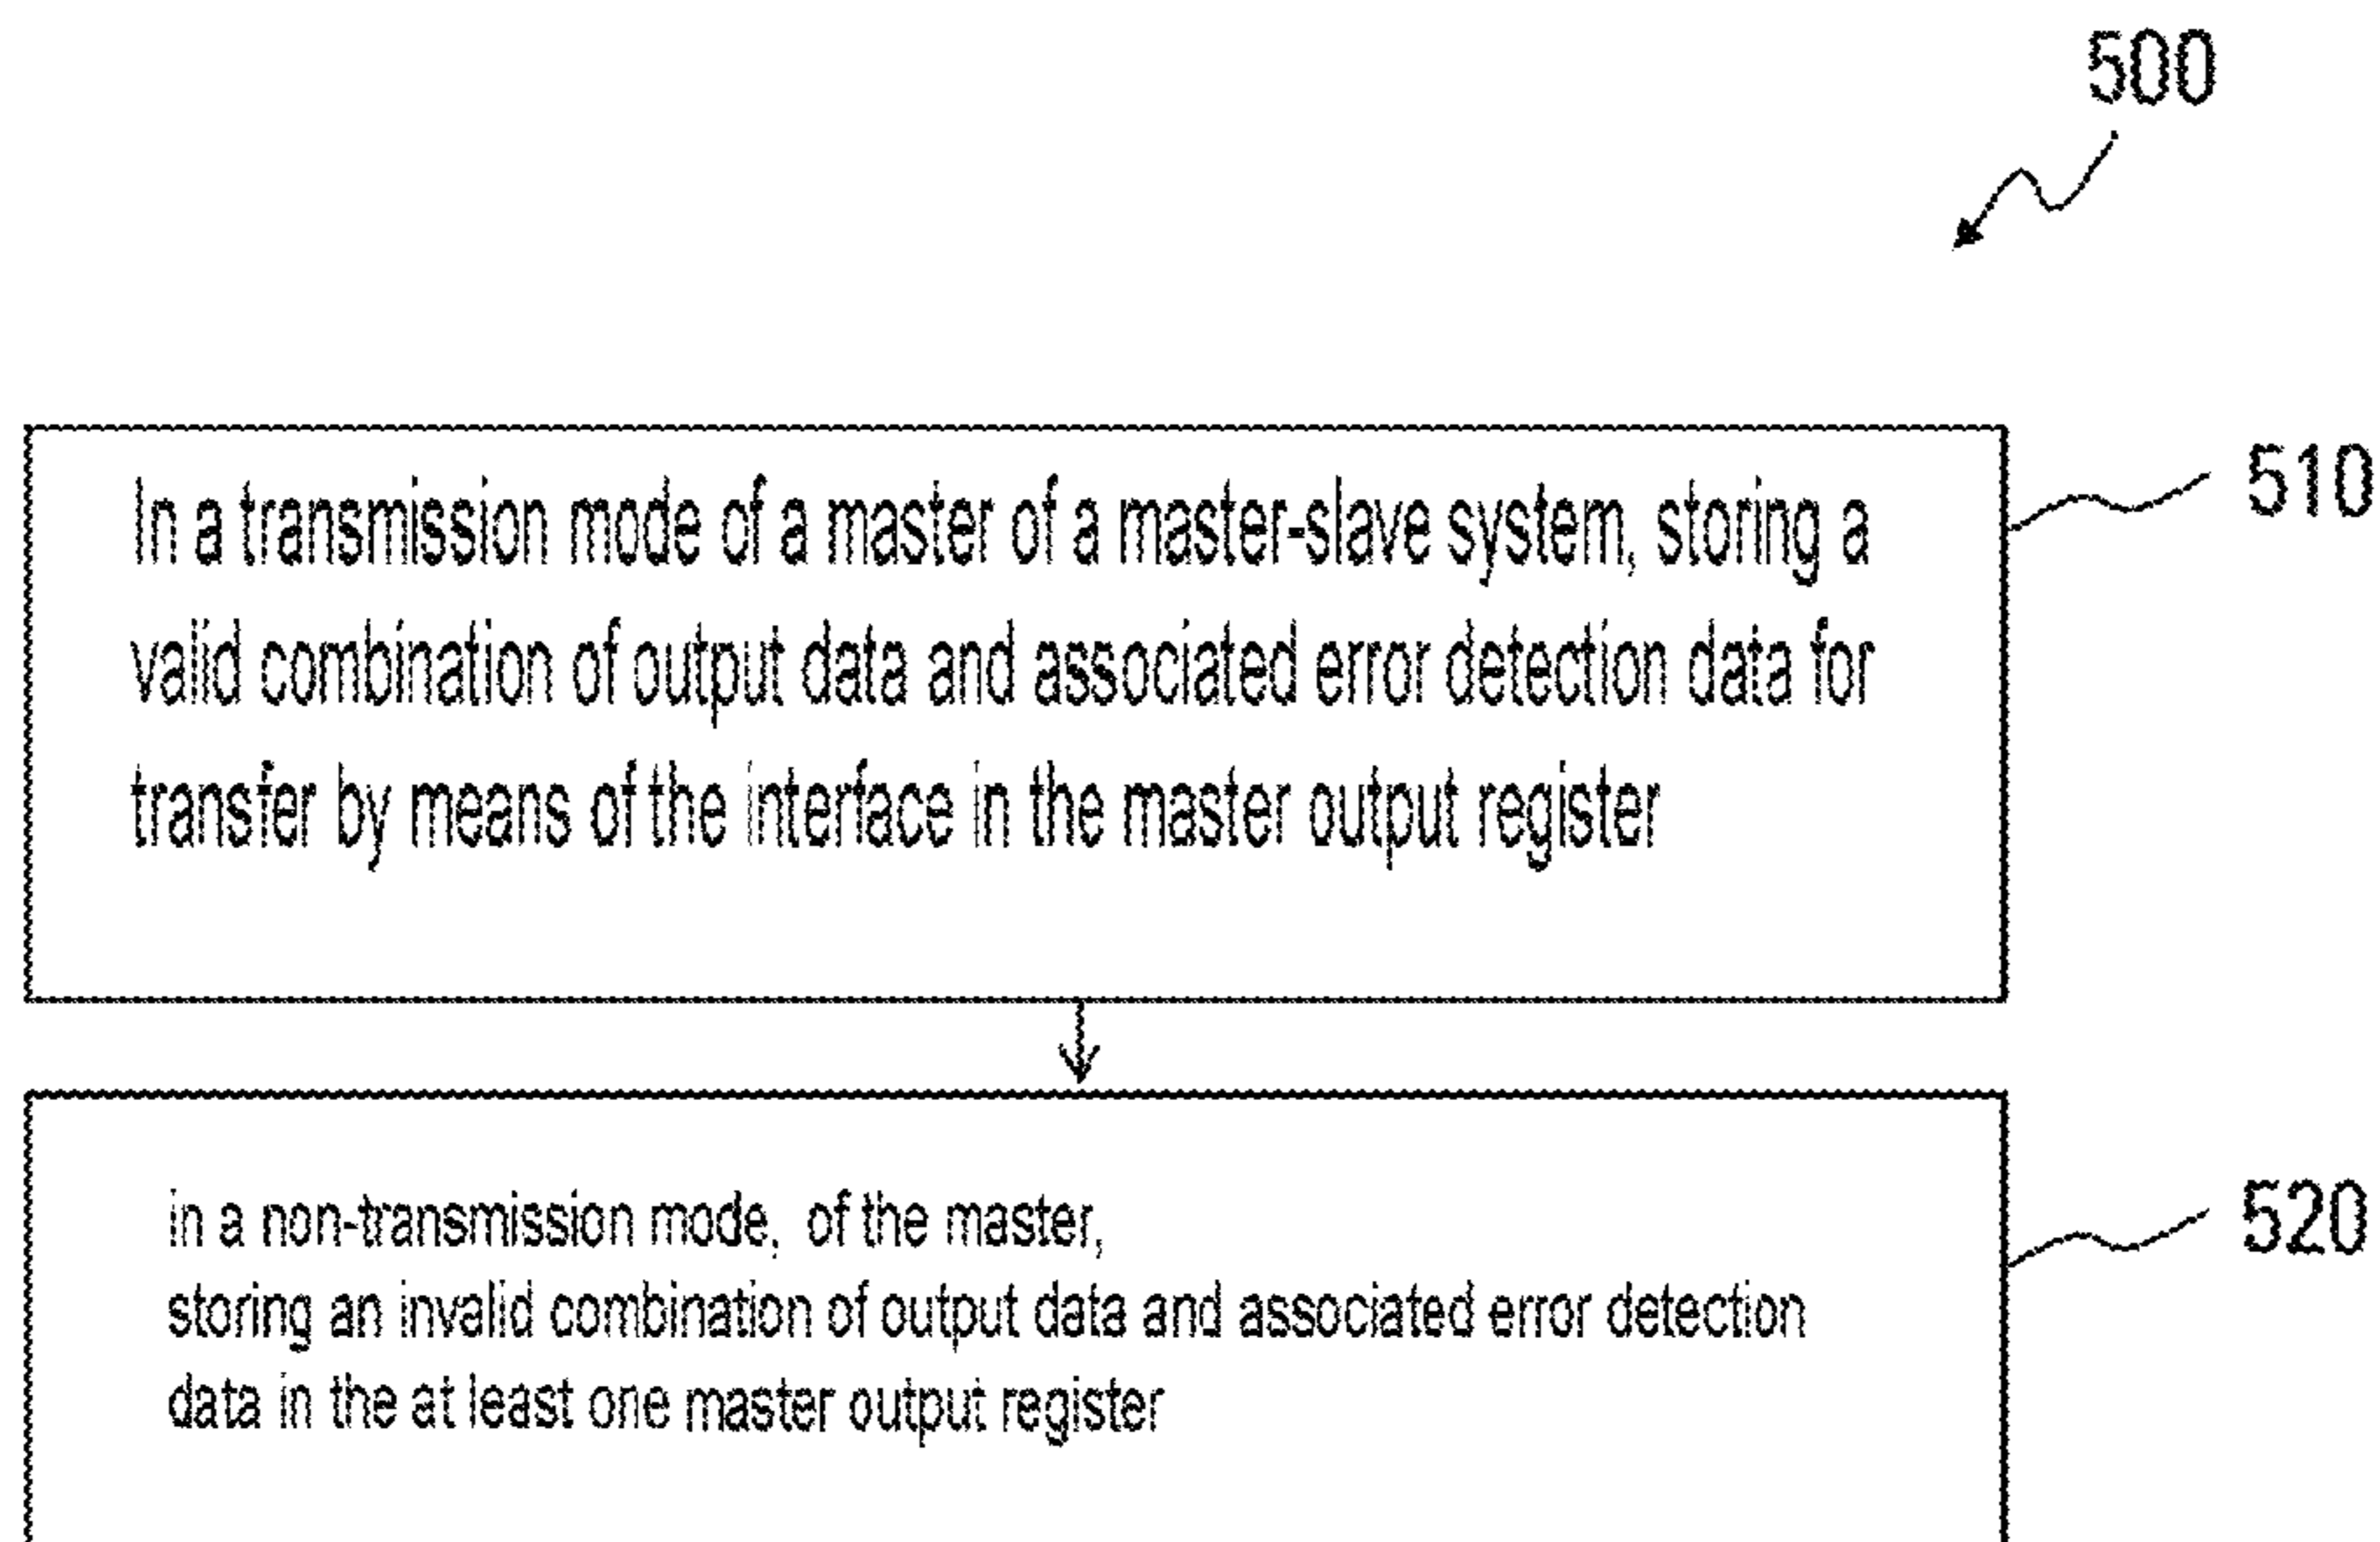 500
In a transmission mode of a master of a master-slave system, storing a
valid combination of output data and associated error detection data for
transfer by means of the interface in the master output register
510
in a non-transmission mode, of the master,
storing an invalid combination of output data and associated error detection
data in the at least one master output register
520